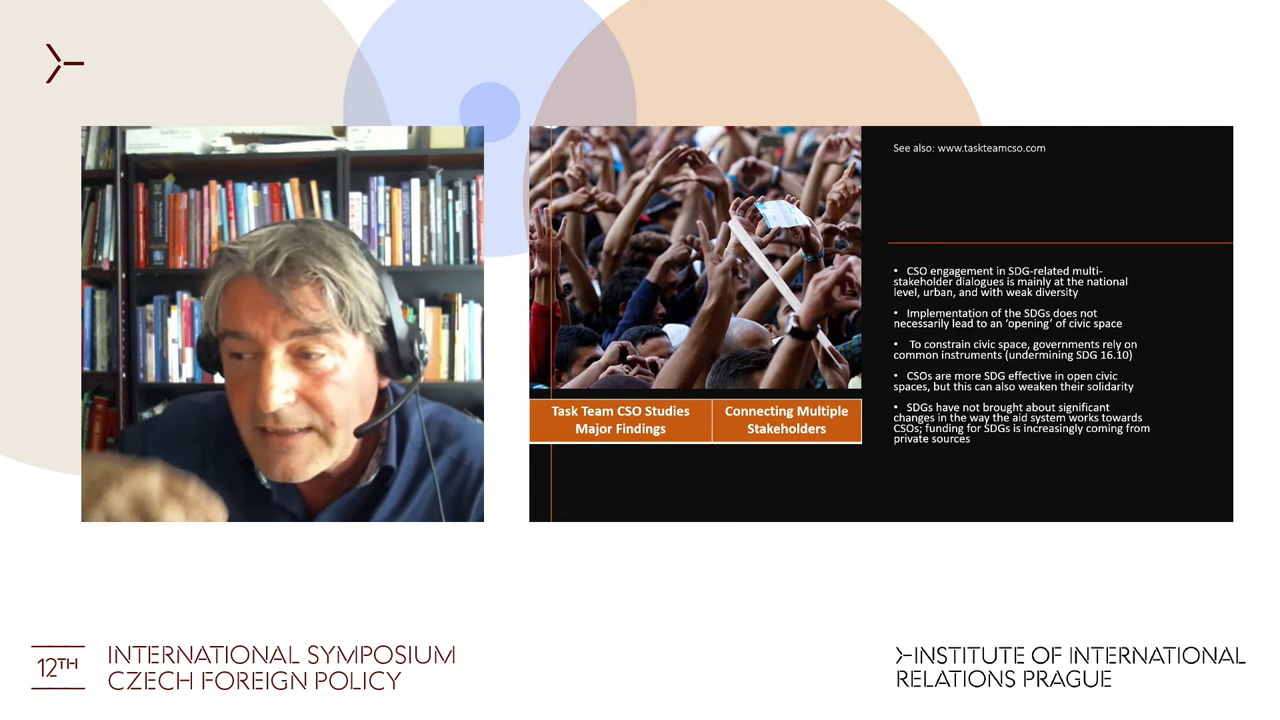 See also: www.taskteamcso.com
• CSO engagement in SDG-related multi-
stakeholder dialogues is mainly at the national
level, urban, and with weak diversity
• Implementation of the SDGs does not
necessarily lead to an ‘opening’ of civic space
• To constrain civic space, governments rely on
common instruments (undermining SDG 16.10)
• CSOs are more SDG effective in open civic
spaces, but this can also weaken their solidarity
• SDGs have not brought about significant
changes in the way the aid system works towards
CSOs; funding for SDGs is increasingly coming from
private sources
Task Team CSO Studies
Major Findings
Connecting Multiple
Stakeholders
12TH
INTERNATIONAL SYMPOSIUM
CZECH FOREIGN POLICY
INSTITUTE OF INTERNATIONAL
RELATIONS PRAGUE